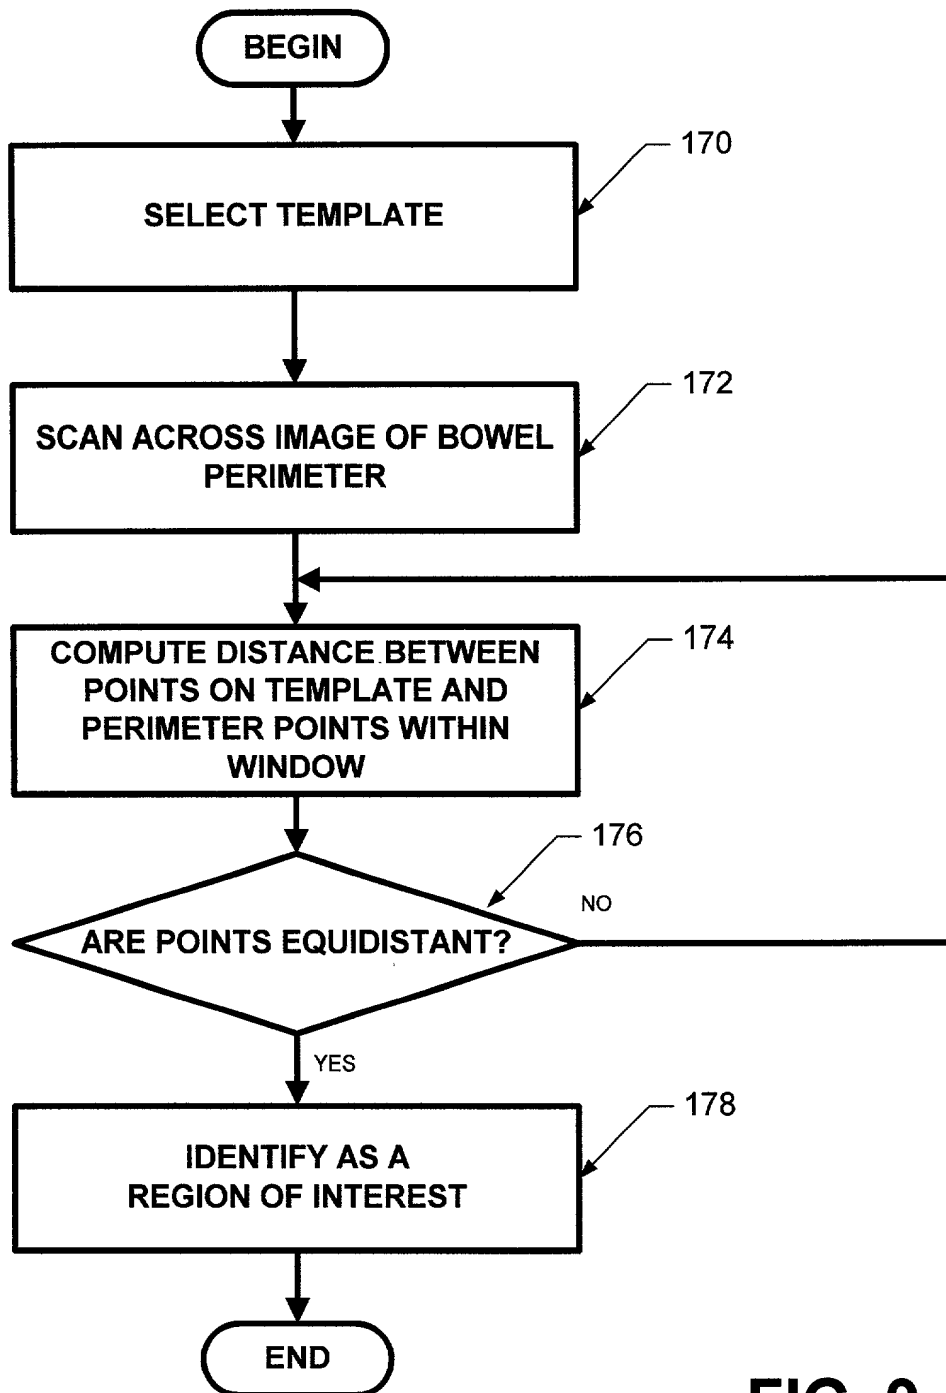 BEGIN
170
SELECT TEMPLATE
172
SCAN ACROSS IMAGE OF BOWEL
PERIMETER
174
COMPUTE DISTANCE BETWEEN
POINTS ON TEMPLATE AND
PERIMETER POINTS WITHIN
WINDOW
176
NO
ARE POINTS EQUIDISTANT?
YES
178
IDENTIFY AS A
REGION OF INTEREST
END
FIG.